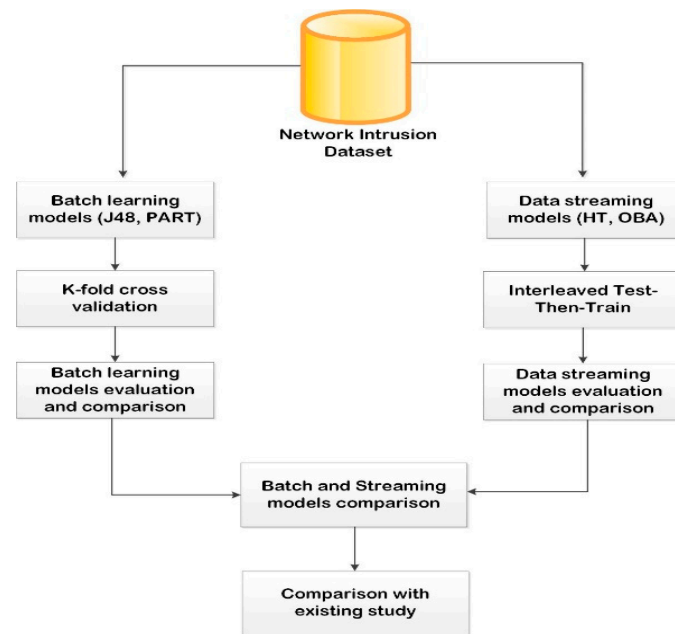 Network Intrusion
Dataset
Batch learning
models (J48, PART)
K-fold cross
validation
Batch learning
models evaluation
and comparison
Data streaming
models (HT, OBA)
Interleaved Test-
Then-Train
Data streaming
models evaluation
and comparison
Batch and Streaming
models comparison
Comparison with
existing study